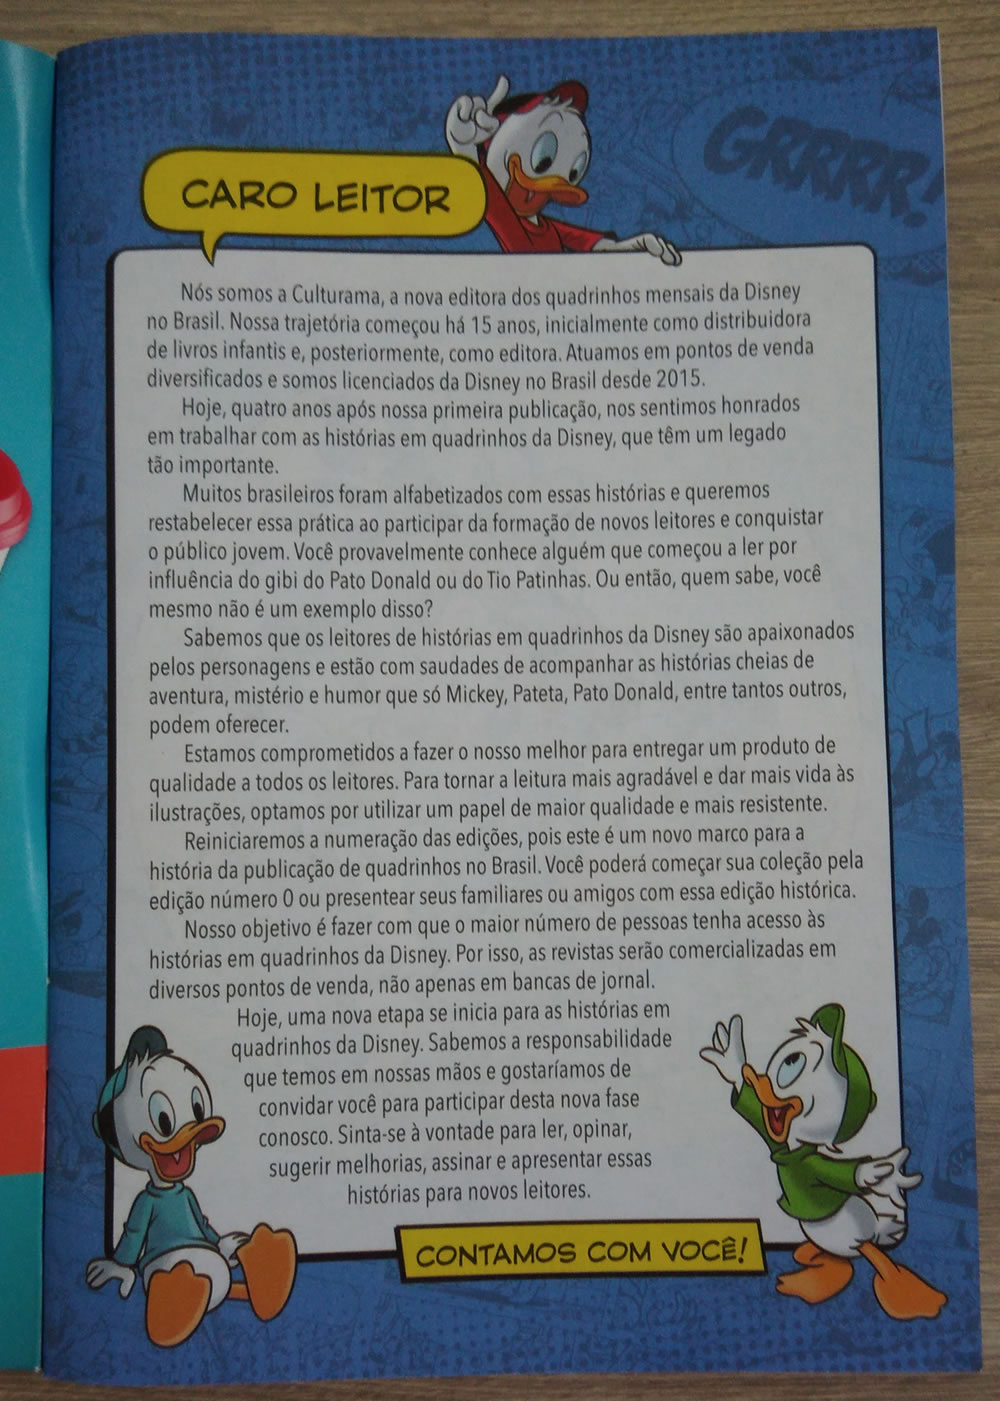 GRRRR!
CARO LEITOR
Nós somos a Culturama, a nova editora dos quadrinhos mensais da Disney
no Brasil. Nossa trajetória começou há 15 anos, inicialmente como distribuidora
de livros infantis e, posteriormente, como editora. Atuamos em pontos de venda
diversificados e somos licenciados da Disney no Brasil desde 2015.
Hoje, quatro anos após nossa primeira publicação, nos sentimos honrados
em trabalhar com as histórias em quadrinhos da Disney, que têm um legado
tão importante.
Muitos brasileiros foram alfabetizados com essas histórias e queremos
restabelecer essa prática ao participar da formação de novos leitores e conquistar
o público jovem. Você provavelmente conhece alguém que começou a ler por
influência do gibi do Pato Donald ou do Tio Patinhas. Ou então, quem sabe, você
mesmo não é um exemplo disso?
Sabemos que os leitores de histórias em quadrinhos da Disney são apaixonados
pelos personagens e estão com saudades de acompanhar as histórias cheias de
aventura, mistério e humor que só Mickey, Pateta, Pato Donald, entre tantos outros,
podem oferecer.
Estamos comprometidos a fazer o nosso melhor para entregar um produto de
qualidade a todos os leitores. Para tornar a leitura mais agradável e dar mais vida às
ilustrações, optamos por utilizar um papel de maior qualidade e mais resistente.
Reiniciaremos a numeração das edições, pois este é um novo marco para a
história da publicação de quadrinhos no Brasil. Você poderá começar sua coleção pela
edição número 0 ou presentear seus familiares ou amigos com essa edição histórica.
Nosso objetivo é fazer com que o maior número de pessoas tenha acesso às
histórias em quadrinhos da Disney. Por isso, as revistas serão comercializadas em
diversos pontos de venda, não apenas em bancas de jornal.
Hoje, uma nova etapa se inicia para as histórias em
quadrinhos da Disney. Sabemos a responsabilidade
que temos em nossas mãos e gostaríamos de
convidar você para participar desta nova fase
conosco. Sinta-se à vontade para ler, opinar,
sugerir melhorias, assinar e apresentar essas
histórias para novos leitores.
CONTAMOS COM VOCÊ!